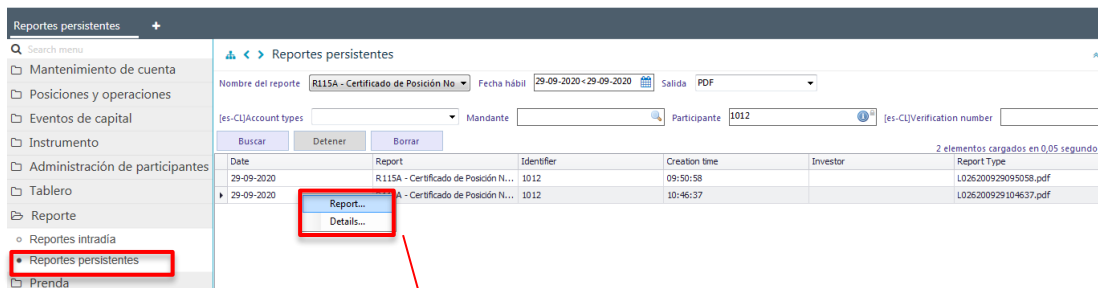 Reportes persistentes +
Search menu
Mantenimiento de cuenta
Posiciones y operaciones
Eventos de capital
Instrumento
Administración de participantes
Tablero
Reporte
Reportes intradía
Reportes persistentes
Prenda
Reportes persistentes
Nombre del reporte R115A - Certificado de Posición No Fecha hábil 29-09-2020<29-09-2020 Salida PDF
[es-CL]Account types Mandante Participante 1012 [es-CL]Verification number
Buscar Detener Borrar
2 elementos cargados en 0,05 segundo
Date Report Identifier Creation time Investor Report Type
29-09-2020 R115A - Certificado de Posición N... 1012 09:50:58 L026200929095058.pdf
29-09-2020 A - Certificado de Posición N... 1012 10:46:37 L026200929104637.pdf
Report...
Details...